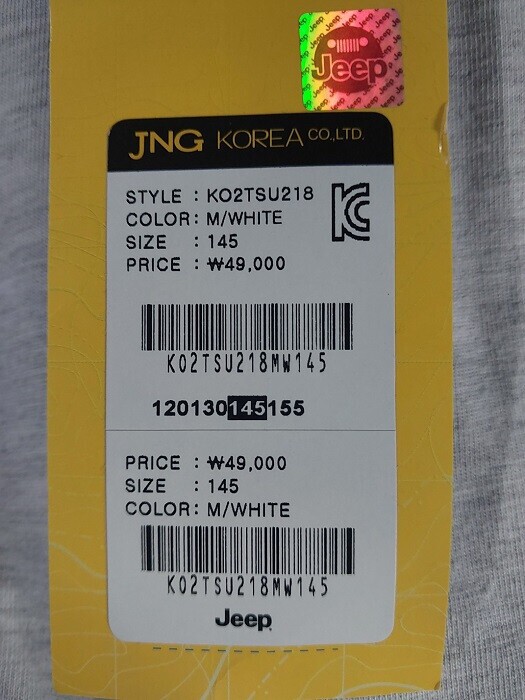 Jeep
JNG KOREA CO.,LTD.
STYLE : KO2TSU218
COLOR: M/WHITE
SIZE : 145
PRICE : ₩49,000
KC
KO2TSU218MW145
120130145155
PRICE : ₩49,000
SIZE : 145
COLOR: M/WHITE
KO2TSU218MW145
Jeep